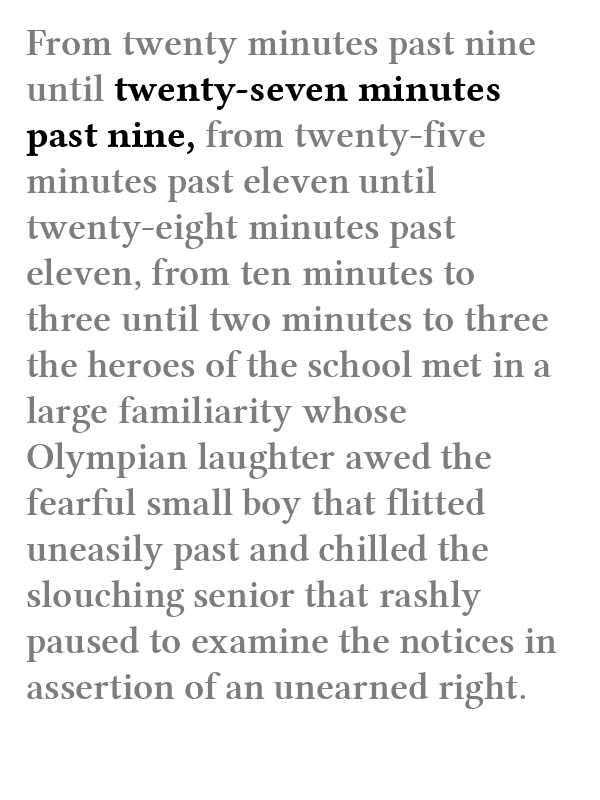 From twenty minutes past nine
until twenty-seven minutes
past nine, from twenty-five
minutes past eleven until
twenty-eight minutes past
eleven, from ten minutes to
three until two minutes to three
the heroes of the school met in a
large familiarity whose
Olympian laughter awed the
fearful small boy that flitted
uneasily past and chilled the
slouching senior that rashly
paused to examine the notices in
assertion of an unearned right.